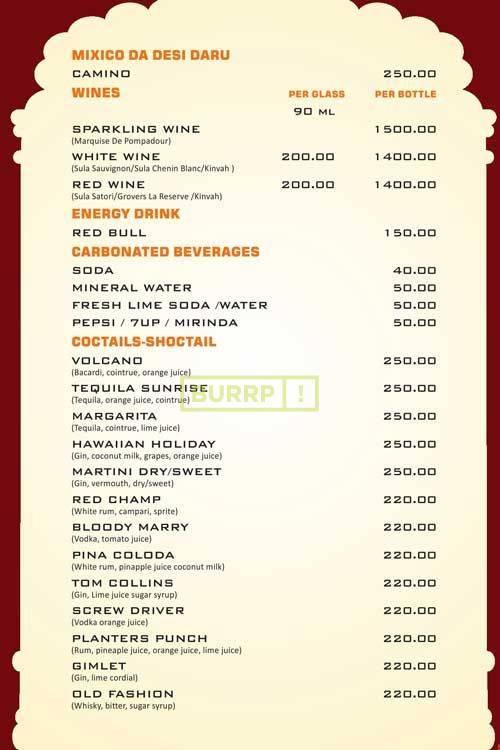 MIXICO DA DESI DARU
CAMINO 250.00
WINES PER GLASS PER BOTTLE
90 ML
SPARKLING WINE 1500.00
(Marquise De Pompadour)
WHITE WINE 200.00 1400.00
(Sula Sauvignon/Sula Chenin Blanc/Kinvah )
RED WINE 200.00 1400.00
(Sula Satori/Grovers La Reserve /Kinvah)
ENERGY DRINK
RED BULL 150.00
CARBONATED BEVERAGES
SODA 40.00
MINERAL WATER 50.00
FRESH LIME SODA /WATER 50.00
PEPSI / 7UP / MIRINDA 50.00
COCTAILS-SHOCTAIL
VOLCANO 250.00
(Bacardi, cointrue, orange juice)
TEQUILA SUNRISE 250.00
(Tequila, orange juice, cointrue)
BURRP !
MARGARITA 250.00
(Tequila, cointrue, lime juice)
HAWAIIAN HOLIDAY 250.00
(Gin, coconut milk, grapes, orange juice)
MARTINI DRY/SWEET 250.00
(Gin, vermouth, dry/sweet)
RED CHAMP 220.00
(White rum, campari, sprite)
BLOODY MARRY 220.00
(Vodka, tomato juice)
PINA COLODA 220.00
(White rum, pinapple juice coconut milk)
TOM COLLINS 220.00
(Gin, Lime juice sugar syrup)
SCREW DRIVER 220.00
(Vodka orange juice)
PLANTERS PUNCH 220.00
(Rum, pineaple juice, orange juice, lime juice)
GIMLET 220.00
(Gin, lime cordial)
OLD FASHION 220.00
(Whisky, bitter, sugar syrup)